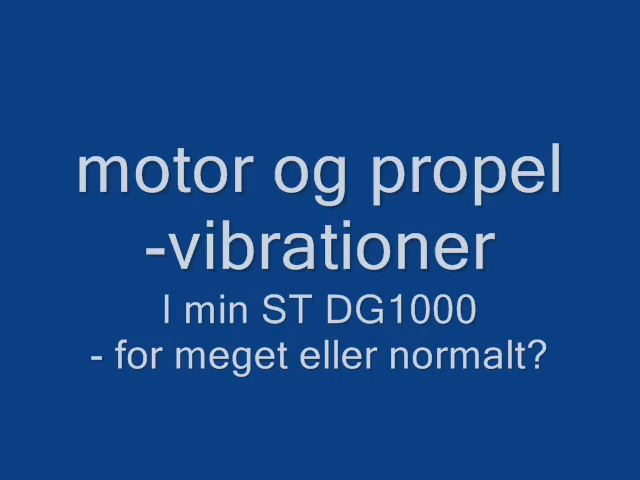 motor og propel
-vibrationer
I min ST DG1000
- for meget eller normalt?